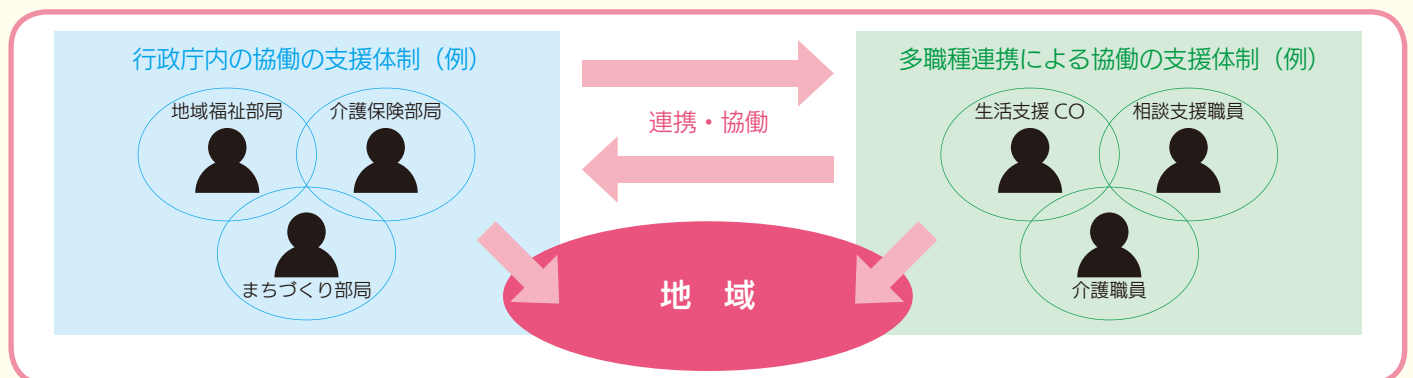 行政庁内の協働の支援体制（例）
地域福祉部局
介護保険部局
まちづくり部局
連携・協働
多職種連携による協働の支援体制（例）
生活支援 CO
相談支援職員
介護職員
地　域